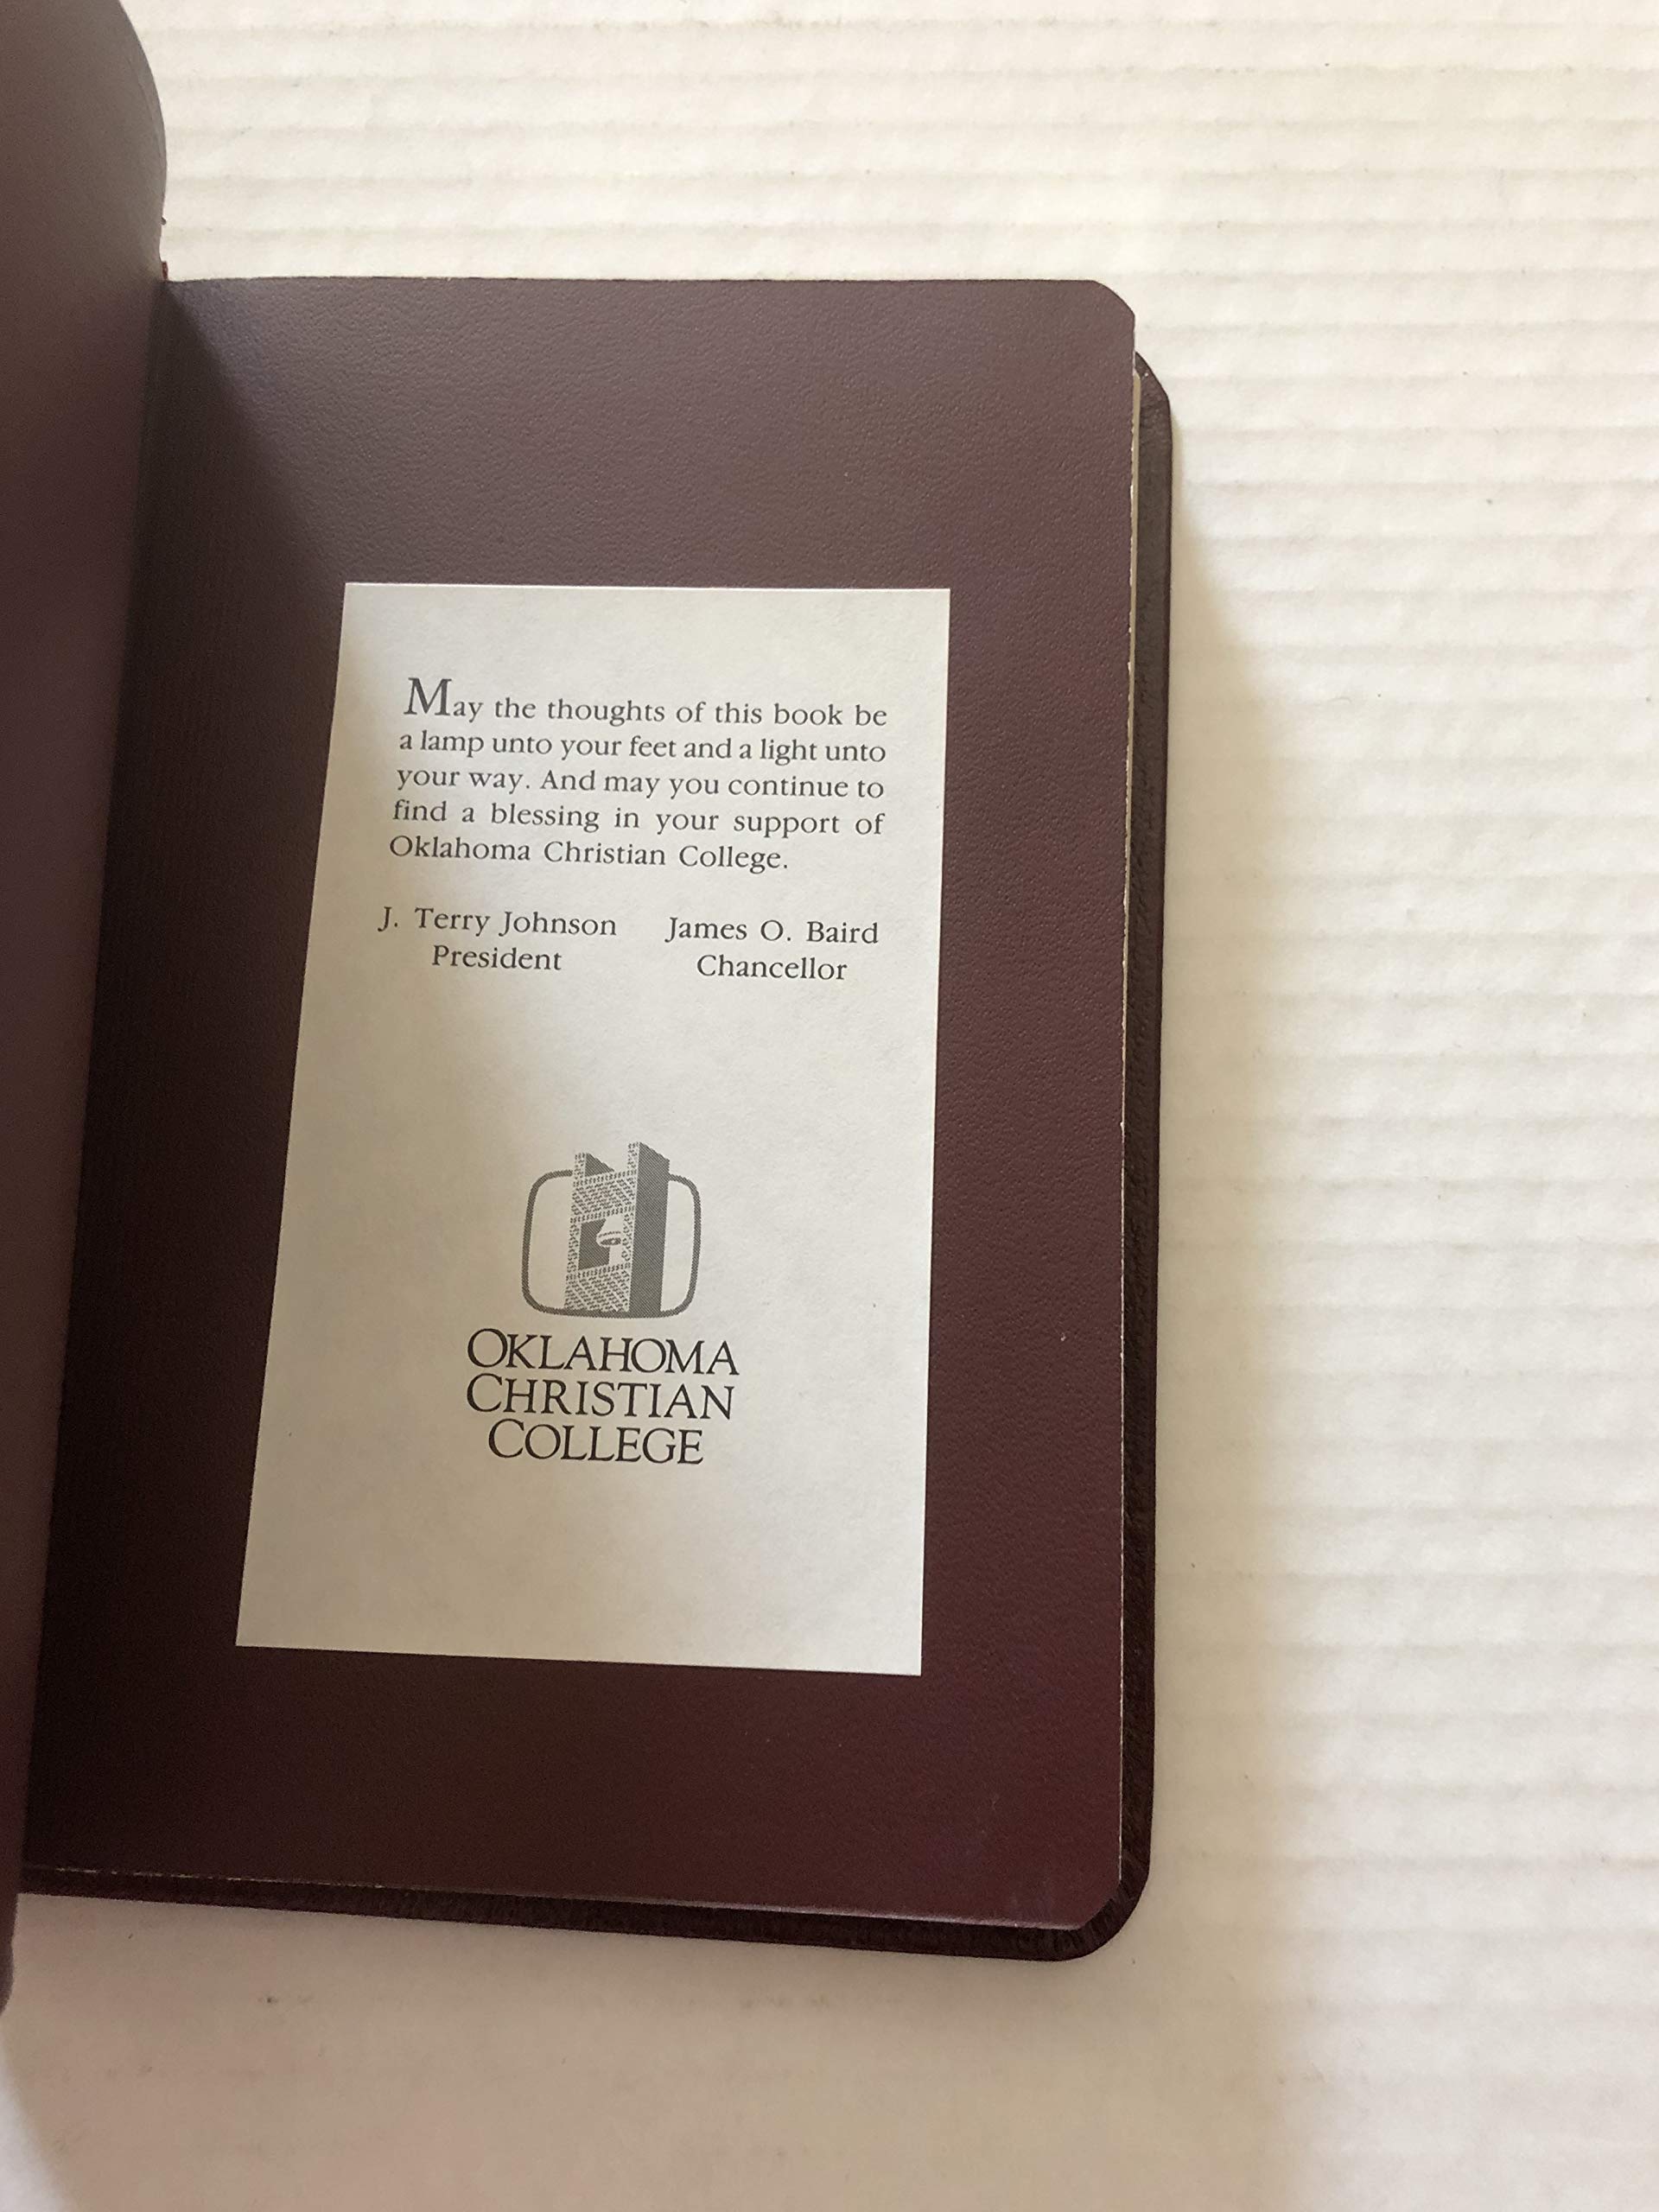 May the thoughts of this book be
a lamp unto your feet and a light unto
your way. And may you continue to
find a blessing in your support of
Oklahoma Christian College.
J. Terry Johnson
President
James O. Baird
Chancellor
OKLAHOMA
CHRISTIAN
COLLEGE